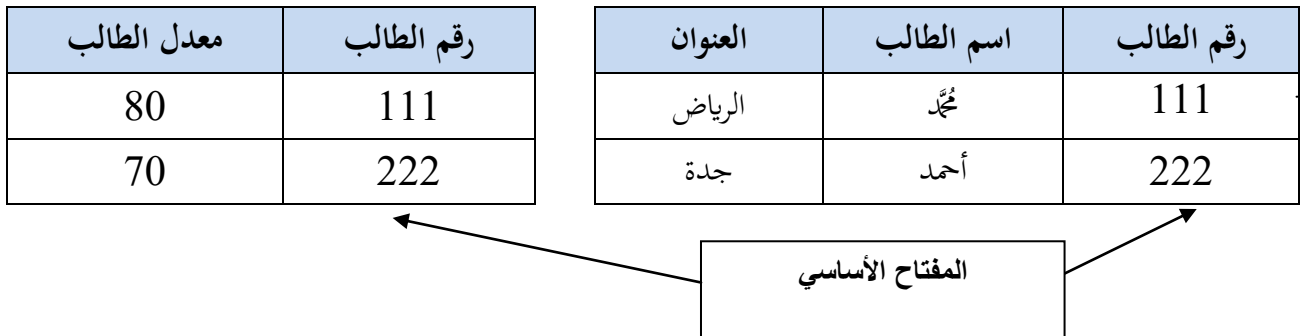 رقم الطالب اسم الطالب العنوان
111 مُحَمَّد الرياض
222 أحمد جدة
رقم الطالب معدل الطالب
111 80
222 70
المفتاح الأساسي